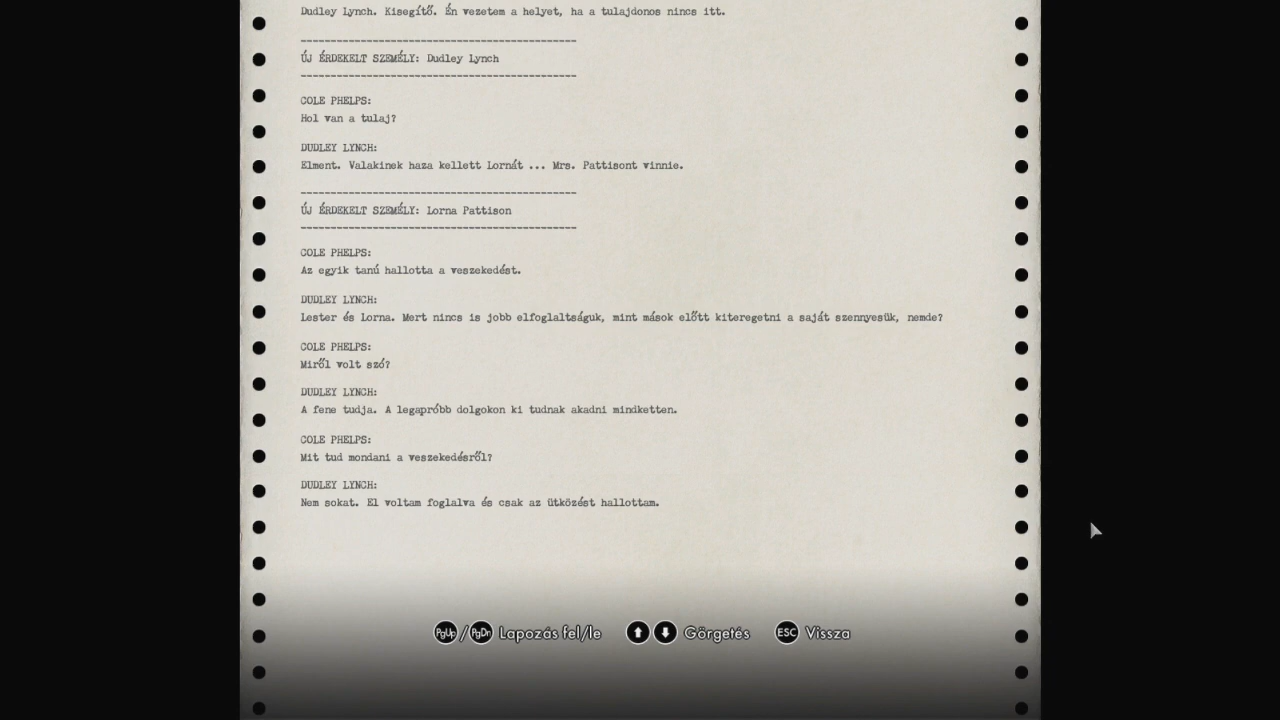 Dudley Lynch. Kisegítő. Én vezetem a helyet, ha a tulajdonos nincs itt.
----------------------------------------------
ÚJ ÉRDEKELT SZEMÉLY: Dudley Lynch
----------------------------------------------
COLE PHELPS:
Hol van a tulaj?
DUDLEY LYNCH:
Elment. Valakinek haza kellett Lornát ... Mrs. Pattisont vinnie.
----------------------------------------------
ÚJ ÉRDEKELT SZEMÉLY: Lorna Pattison
----------------------------------------------
COLE PHELPS:
Az egyik tanú hallotta a veszekedést.
DUDLEY LYNCH:
Lester és Lorna. Mert nincs is jobb elfoglaltságuk, mint mások előtt kiteregetni a saját szennyesük, nemde?
COLE PHELPS:
Miről volt szó?
DUDLEY LYNCH:
A fene tudja. A legapróbb dolgokon ki tudnak akadni mindketten.
COLE PHELPS:
Mit tud mondani a veszekedésről?
DUDLEY LYNCH:
Nem sokat. El voltam foglalva és csak az ütközést hallottam.
PgUp/PgDn Lapozás fel/le ⬆ ⬇ Görgetés ESC Vissza